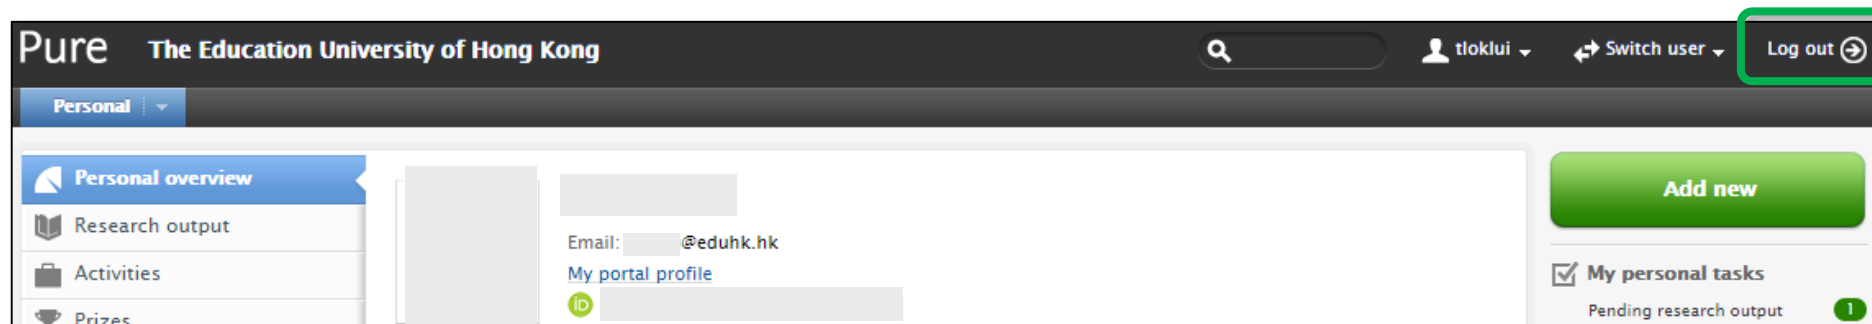 Pure The Education University of Hong Kong tloklui Switch user Log out
Personal
Personal overview
Research output
Activities
Prizes
Email: @eduhk.hk
My portal profile
iD
Add new
My personal tasks
Pending research output 1